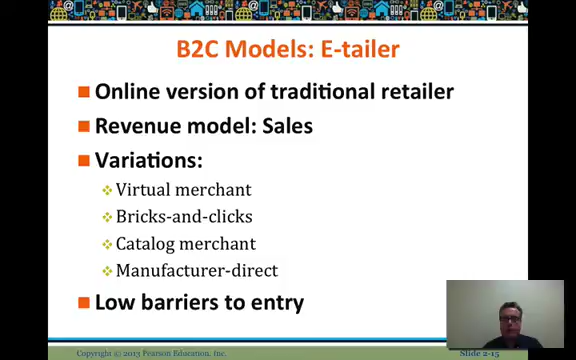 B2C Models: E-tailer
Online version of traditional retailer
Revenue model: Sales
Variations:
Virtual merchant
Bricks-and-clicks
Catalog merchant
Manufacturer-direct
Low barriers to entry
Copyright © 2013 Pearson Education, Inc.
Slide 2-15